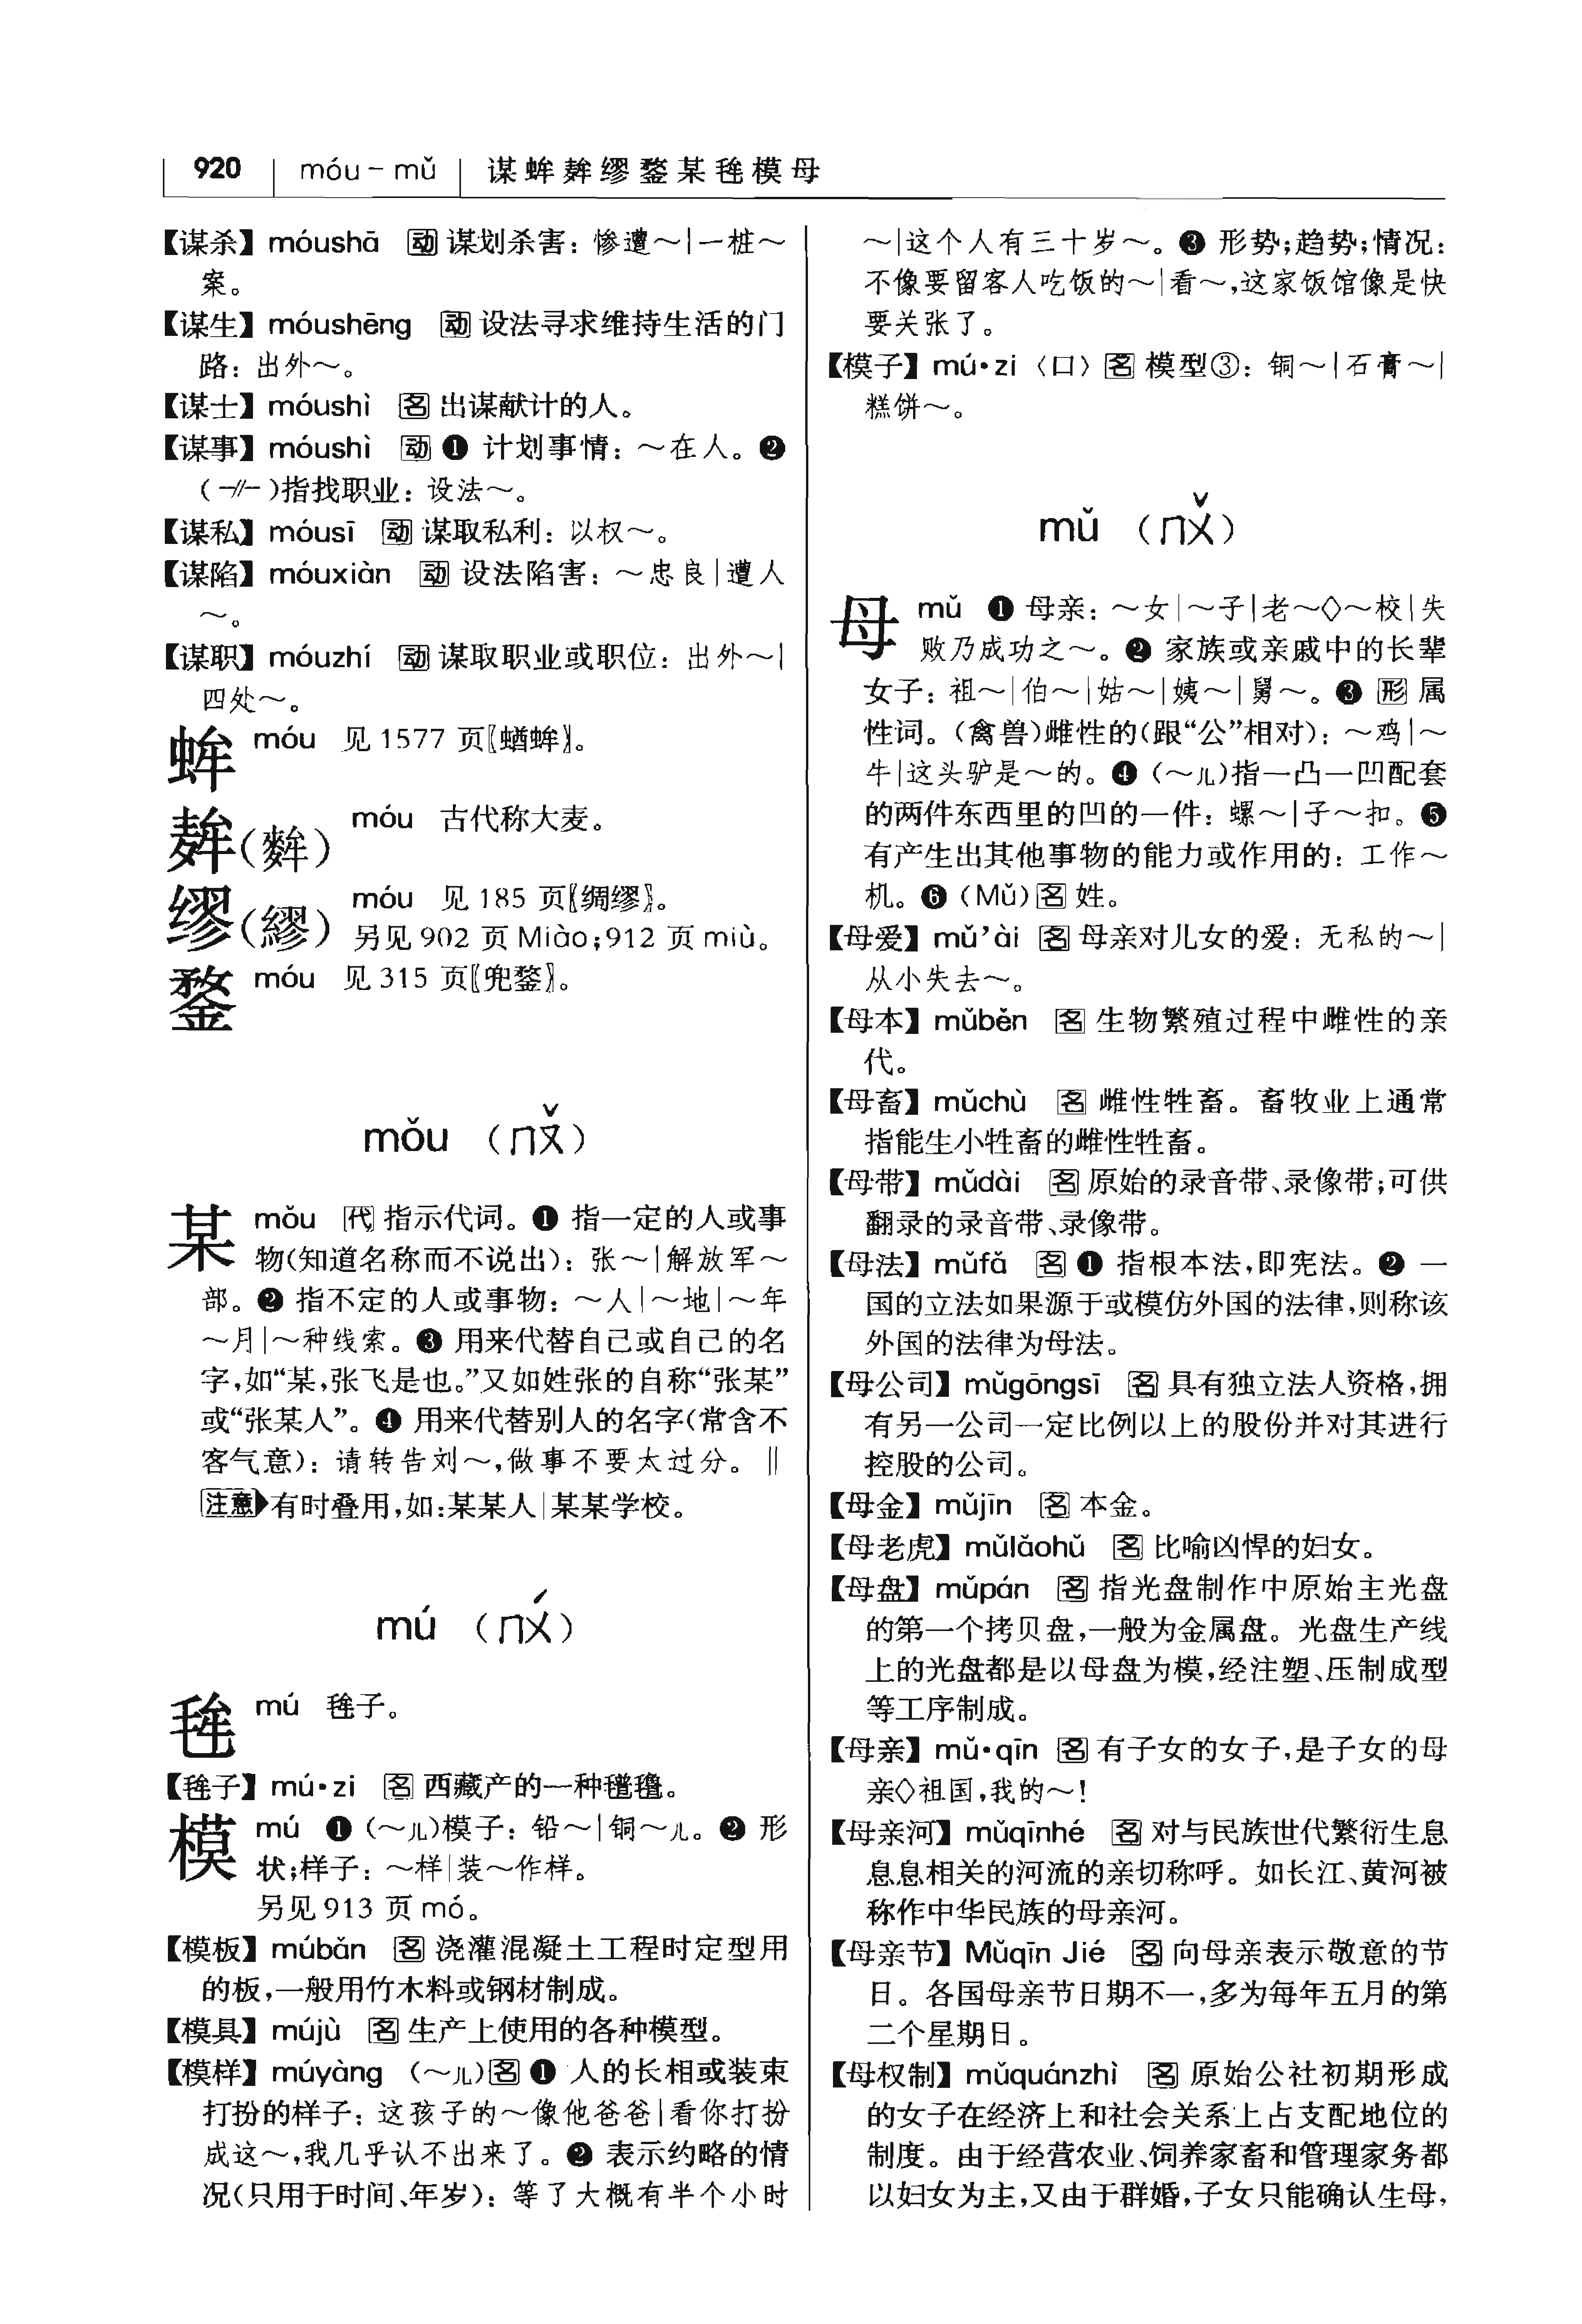 920 móu－mǔ 谋蛑麰缪鍪某毪模母
【谋杀】móushā 动 谋划杀害：惨遭～|一桩～
案。
【谋生】móushēng 动 设法寻求维持生活的门
路：出外～。
【谋士】móushì 名 出谋献计的人。
【谋事】móushì 动 ❶ 计划事情：～在人。❷
（-//-）指找职业：设法～。
【谋私】móusī 动 谋取私利：以权～。
【谋陷】móuxiàn 动 设法陷害：～忠良|遭人
～。
【谋职】móuzhí 动 谋取职业或职位：出外～|
四处～。
蛑 móu 见 1577 页〖蝤蛑〗。
麰(麰) móu 古代称大麦。
缪(繆) móu 见 185 页〖绸缪〗。
另见 902 页 Miào；912 页 miù。
鍪 móu 见 315 页〖兜鍪〗。
mǒu （ㄇㄡˇ）
某 mǒu 代 指示代词。❶ 指一定的人或事
物(知道名称而不说出)：张～|解放军～
部。❷ 指不定的人或事物：～人|～地|～年
～月|～种线索。❸ 用来代替自己或自己的名
字，如“某，张飞是也。”又如姓张的自称“张某”
或“张某人”。❹ 用来代替别人的名字(常含不
客气意)：请转告刘～，做事不要太过分。‖
注意 有时叠用，如：某某人|某某学校。
mú （ㄇㄨˊ）
毪 mú 毪子。
【毪子】mú•zi 名 西藏产的一种氆氇。
模 mú ❶（～儿)模子：铅～|铜～儿。❷ 形
状；样子：～样|装～作样。
另见 913 页 mó。
【模板】múbǎn 名 浇灌混凝土工程时定型用
的板，一般用竹木料或钢材制成。
【模具】mújù 名 生产上使用的各种模型。
【模样】múyàng （～儿)名 ❶ 人的长相或装束
打扮的样子：这孩子的～像他爸爸|看你打扮
成这～，我几乎认不出来了。❷ 表示约略的情
况(只用于时间、年岁)：等了大概有半个小时
～|这个人有三十岁～。❸ 形势；趋势；情况：
不像要留客人吃饭的～|看～，这家饭馆像是快
要关张了。
【模子】mú•zi〈口〉名 模型③：铜～|石膏～|
糕饼～。
mǔ （ㄇㄨˇ）
母 mǔ ❶ 母亲：～女|～子|老～◇～校|失
败乃成功之～。❷ 家族或亲戚中的长辈
女子：祖～|伯～|姑～|姨～|舅～。❸ 形 属
性词。(禽兽)雌性的(跟“公”相对)：～鸡|～
牛|这头驴是～的。❹（～儿)指一凸一凹配套
的两件东西里的凹的一件：螺～|子～扣。❺
有产生出其他事物的能力或作用的：工作～
机。❻（Mǔ)名 姓。
【母爱】mǔ’ài 名 母亲对儿女的爱：无私的～|
从小失去～。
【母本】mǔběn 名 生物繁殖过程中雌性的亲
代。
【母畜】mǔchù 名 雌性牲畜。畜牧业上通常
指能生小牲畜的雌性牲畜。
【母带】mǔdài 名 原始的录音带、录像带；可供
翻录的录音带、录像带。
【母法】mǔfǎ 名 ❶ 指根本法，即宪法。❷ 一
国的立法如果源于或模仿外国的法律，则称该
外国的法律为母法。
【母公司】mǔgōngsī 名 具有独立法人资格，拥
有另一公司一定比例以上的股份并对其进行
控股的公司。
【母金】mǔjīn 名 本金。
【母老虎】mǔlǎohǔ 名 比喻凶悍的妇女。
【母盘】mǔpán 名 指光盘制作中原始主光盘
的第一个拷贝盘，一般为金属盘。光盘生产线
上的光盘都是以母盘为模，经注塑、压制成型
等工序制成。
【母亲】mǔ•qīn 名 有子女的女子，是子女的母
亲◇祖国，我的～！
【母亲河】mǔqīnhé 名 对与民族世代繁衍生息
息息相关的河流的亲切称呼。如长江、黄河被
称作中华民族的母亲河。
【母亲节】Mǔqīn Jié 名 向母亲表示敬意的节
日。各国母亲节日期不一，多为每年五月的第
二个星期日。
【母权制】mǔquánzhì 名 原始公社初期形成
的女子在经济上和社会关系上占支配地位的
制度。由于经营农业、饲养家畜和管理家务都
以妇女为主，又由于群婚，子女只能确认生母，